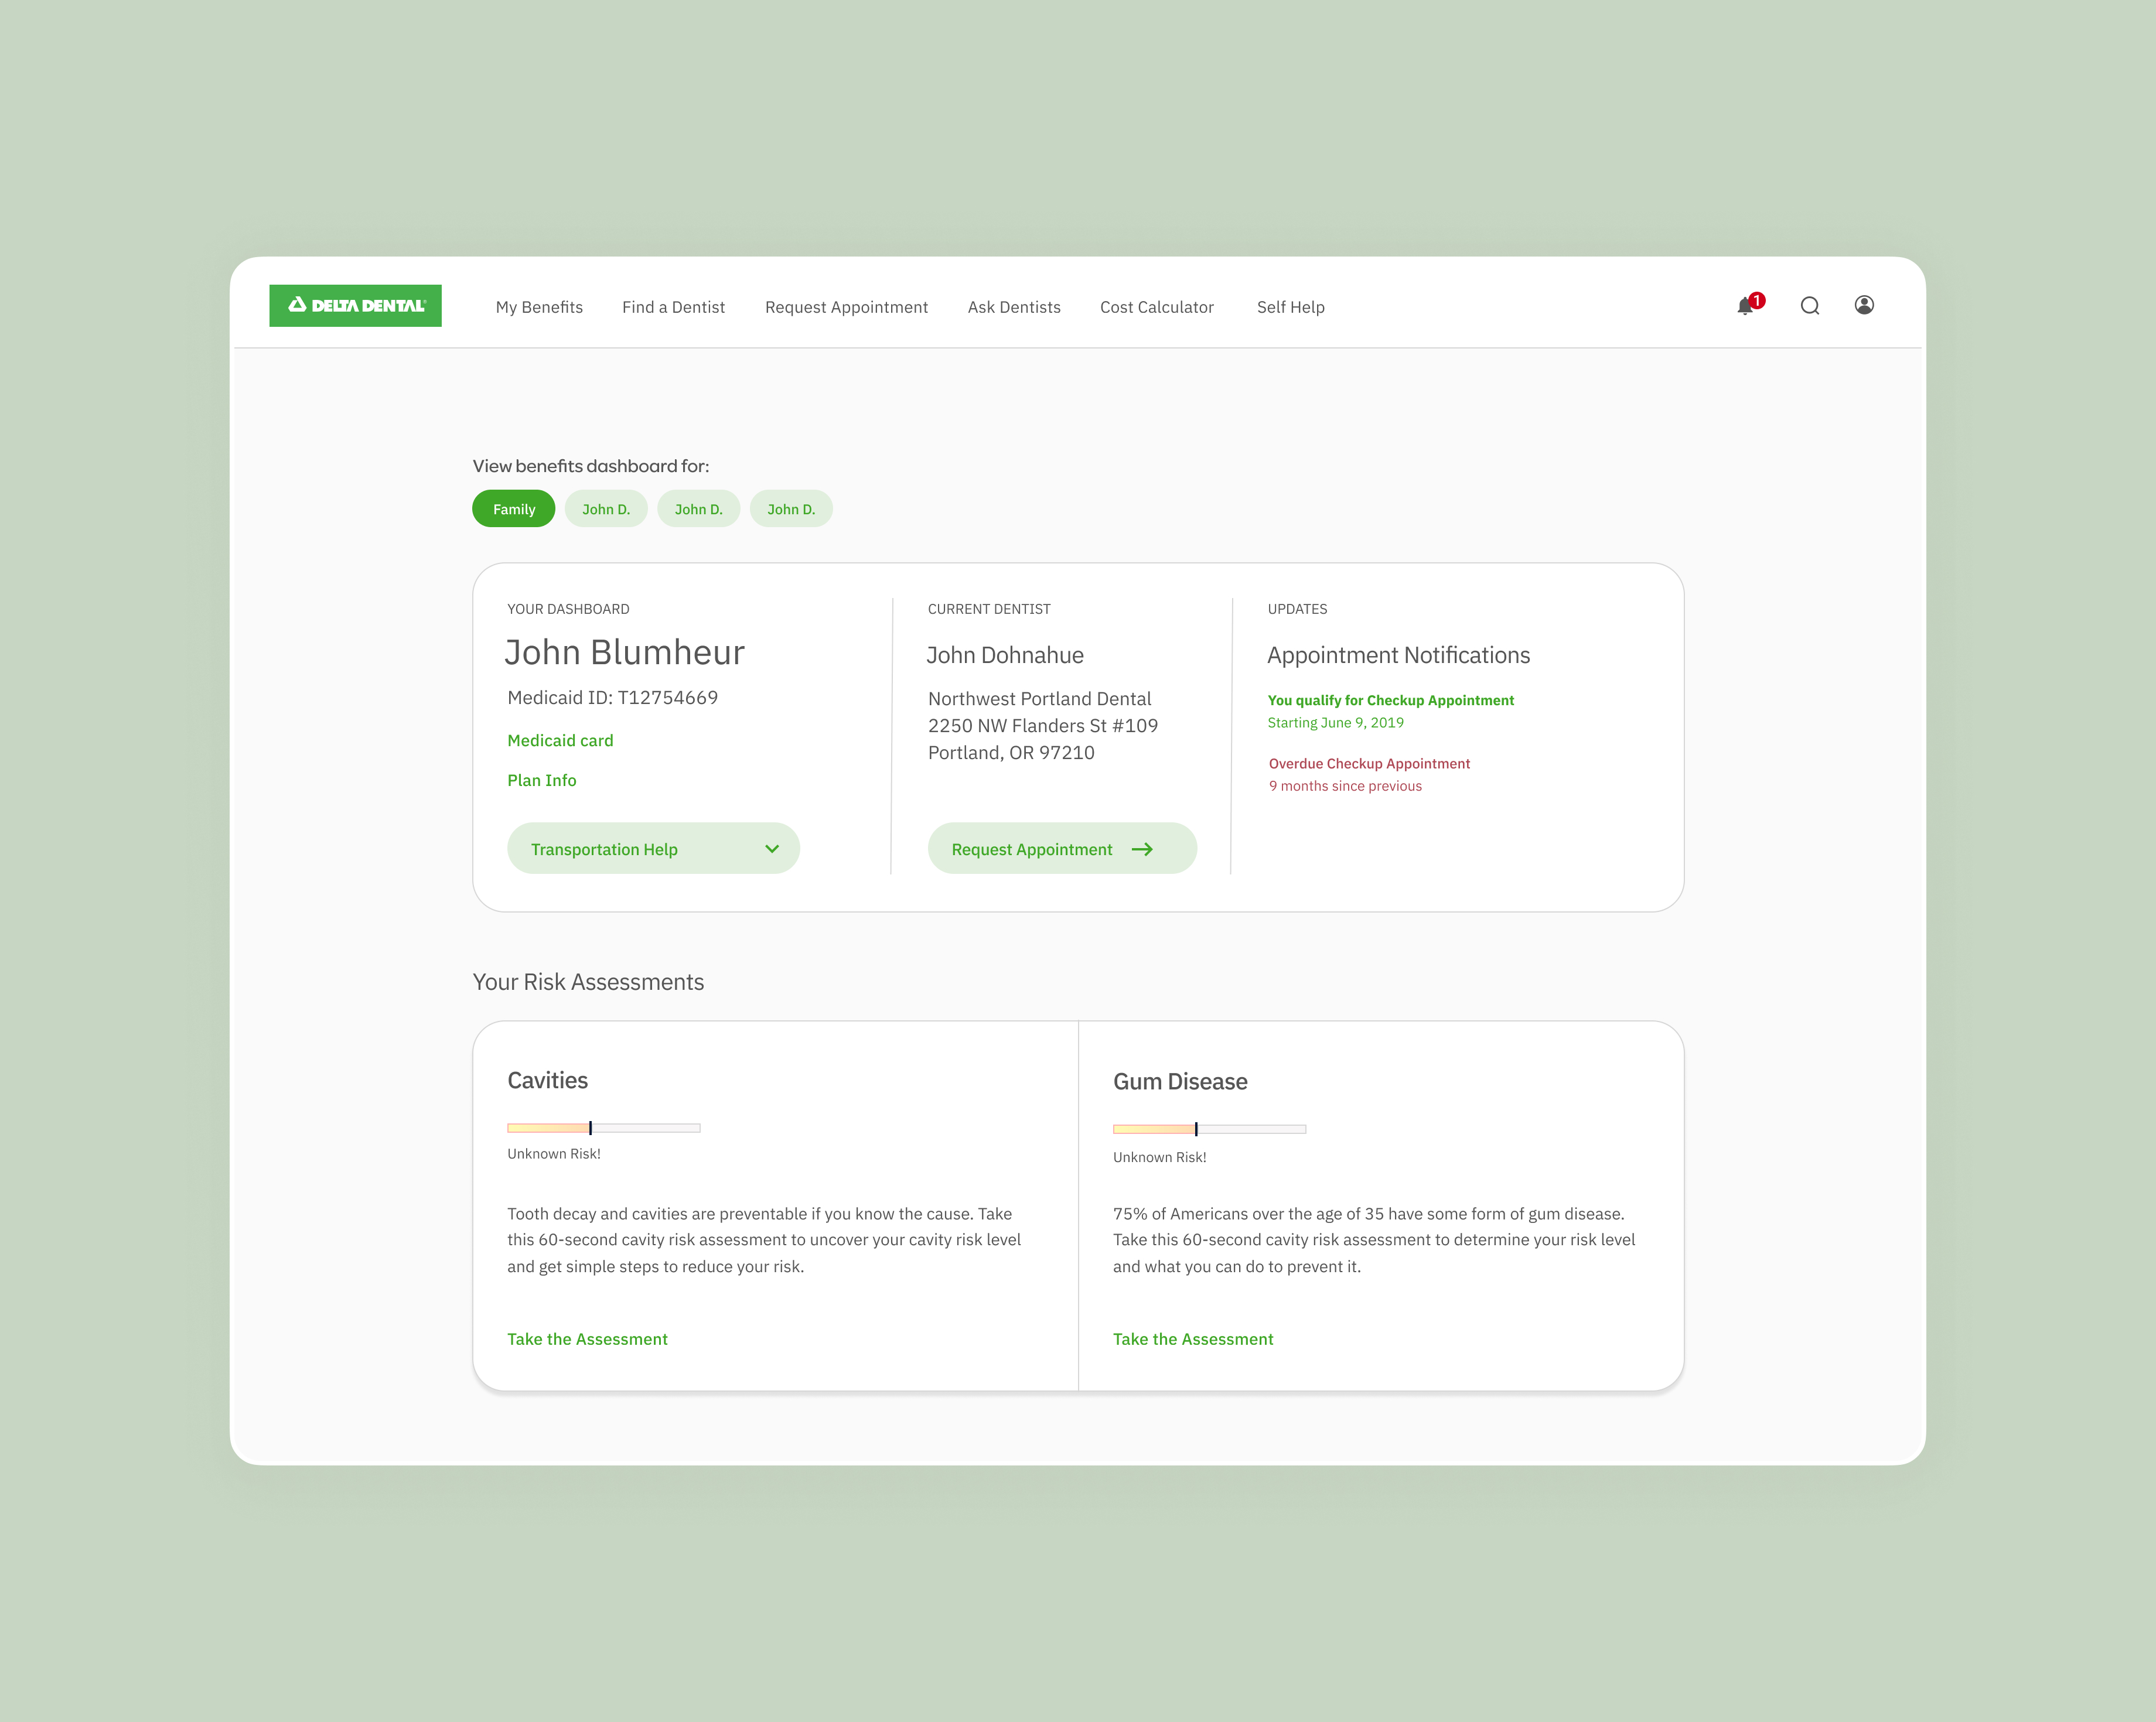 DELTA DENTAL
My Benefits
Find a Dentist
Request Appointment
Ask Dentists
Cost Calculator
Self Help
1
View benefits dashboard for:
Family
John D.
John D.
John D.
YOUR DASHBOARD
John Blumheur
Medicaid ID: T12754669
Medicaid card
Plan Info
Transportation Help
CURRENT DENTIST
John Dohnahue
Northwest Portland Dental
2250 NW Flanders St #109
Portland, OR 97210
Request Appointment
UPDATES
Appointment Notifications
You qualify for Checkup Appointment
Starting June 9, 2019
Overdue Checkup Appointment
9 months since previous
Your Risk Assessments
Cavities
Unknown Risk!
Tooth decay and cavities are preventable if you know the cause. Take
this 60-second cavity risk assessment to uncover your cavity risk level
and get simple steps to reduce your risk.
Take the Assessment
Gum Disease
Unknown Risk!
75% of Americans over the age of 35 have some form of gum disease.
Take this 60-second cavity risk assessment to determine your risk level
and what you can do to prevent it.
Take the Assessment